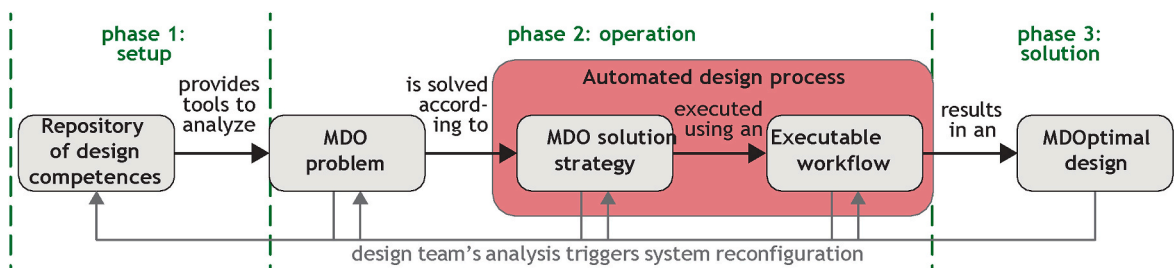 phase 1:
setup
phase 2: operation
phase 3:
solution
provides
tools to
analyze
is solved
accord-
ing to
Automated design process
executed
using an
results
in an
Repository
of design
competences
MDO
problem
MDO solution
strategy
Executable
workflow
MDOptimal
design
design team's analysis triggers system reconfiguration